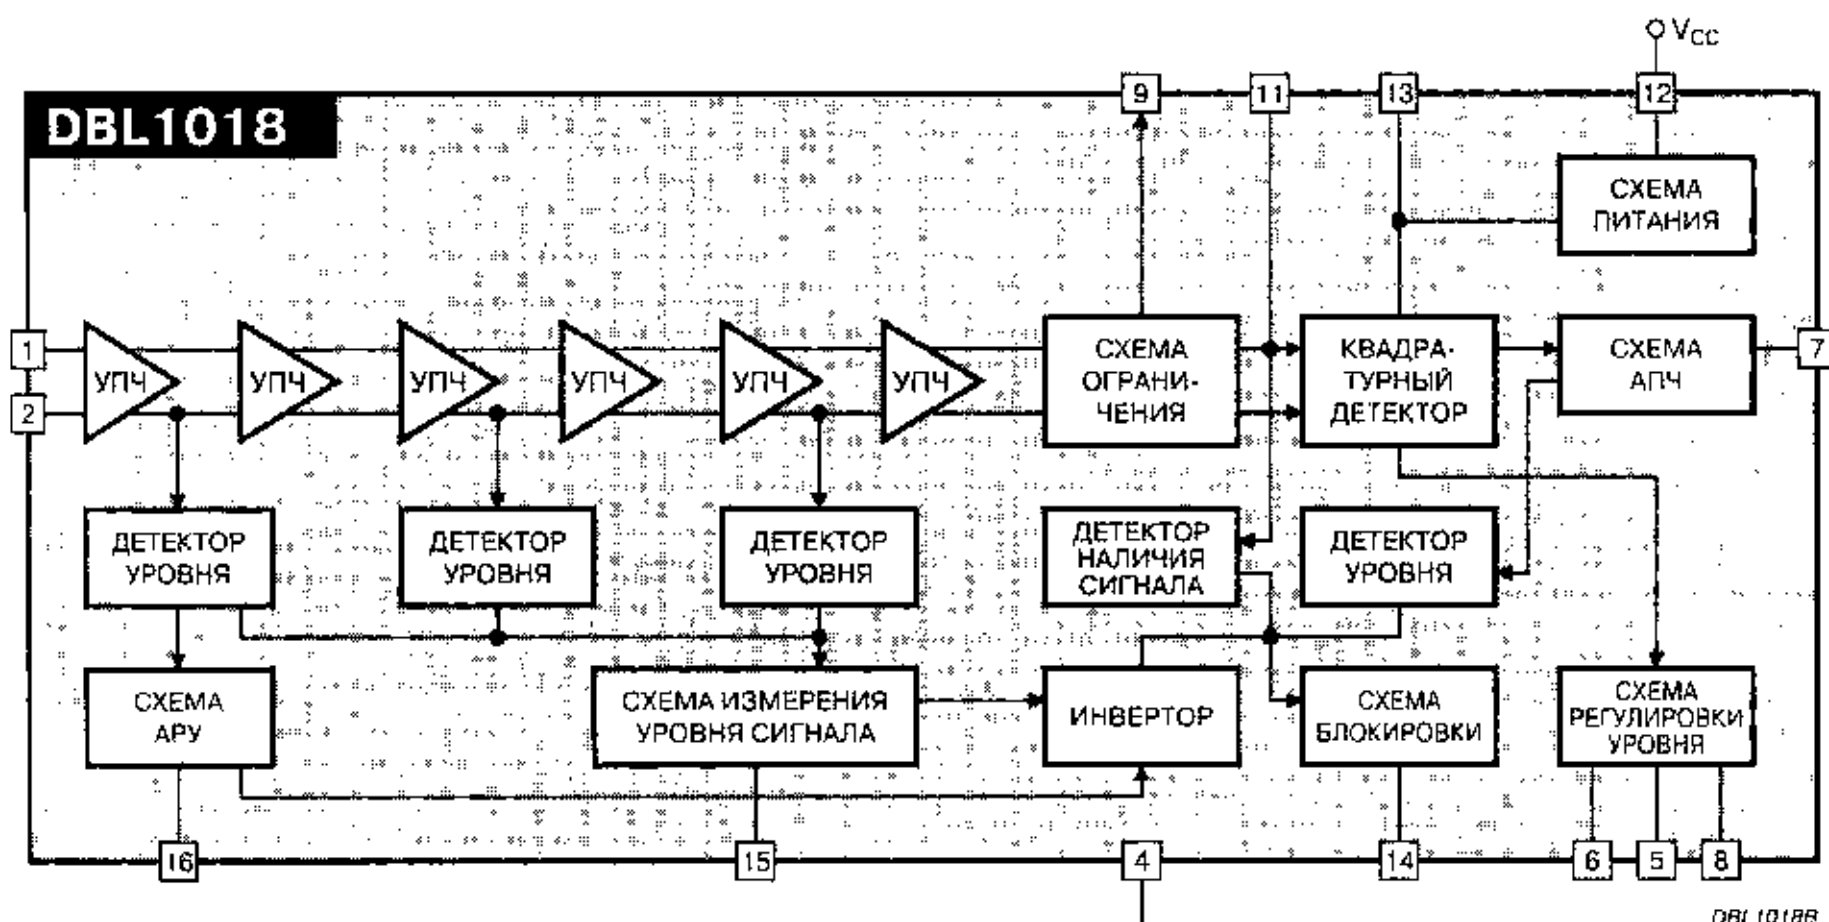 VCC
9
11
13
12
DBL1018
СХЕМА
ПИТАНИЯ
1
2
УПЧ
УПЧ
УПЧ
УПЧ
УПЧ
УПЧ
СХЕМА
ОГРАНИ-
ЧЕНИЯ
КВАДРА-
ТУРНЫЙ
ДЕТЕКТОР
СХЕМА
АПЧ
7
ДЕТЕКТОР
УРОВНЯ
ДЕТЕКТОР
УРОВНЯ
ДЕТЕКТОР
УРОВНЯ
ДЕТЕКТОР
НАЛИЧИЯ
СИГНАЛА
ДЕТЕКТОР
УРОВНЯ
СХЕМА
АРУ
СХЕМА ИЗМЕРЕНИЯ
УРОВНЯ СИГНАЛА
ИНВЕРТОР
СХЕМА
БЛОКИРОВКИ
СХЕМА
РЕГУЛИРОВКИ
УРОВНЯ
16
15
4
14
6
5
8
DBL1018B